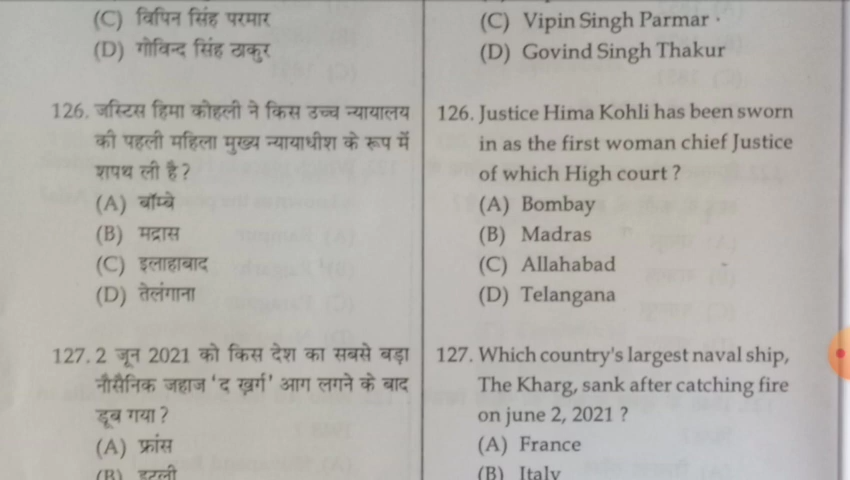 (C) विपिन सिंह परमार
(D) गोविन्द सिंह ठाकुर
126. जस्टिस हिमा कोहली ने किस उच्च न्यायालय
की पहली महिला मुख्य न्यायाधीश के रूप में
शपथ ली है ?
(A) बॉम्बे
(B) मद्रास
(C) इलाहाबाद
(D) तेलंगाना
127. 2 जून 2021 को किस देश का सबसे बड़ा
नौसैनिक जहाज 'द खर्ग' आग लगने के बाद
डूब गया ?
(A) फ्रांस
(B) इटली
(C) Vipin Singh Parmar
(D) Govind Singh Thakur
126. Justice Hima Kohli has been sworn
in as the first woman chief Justice
of which High court ?
(A) Bombay
(B) Madras
(C) Allahabad
(D) Telangana
127. Which country's largest naval ship,
The Kharg, sank after catching fire
on june 2, 2021 ?
(A) France
(B) Italy